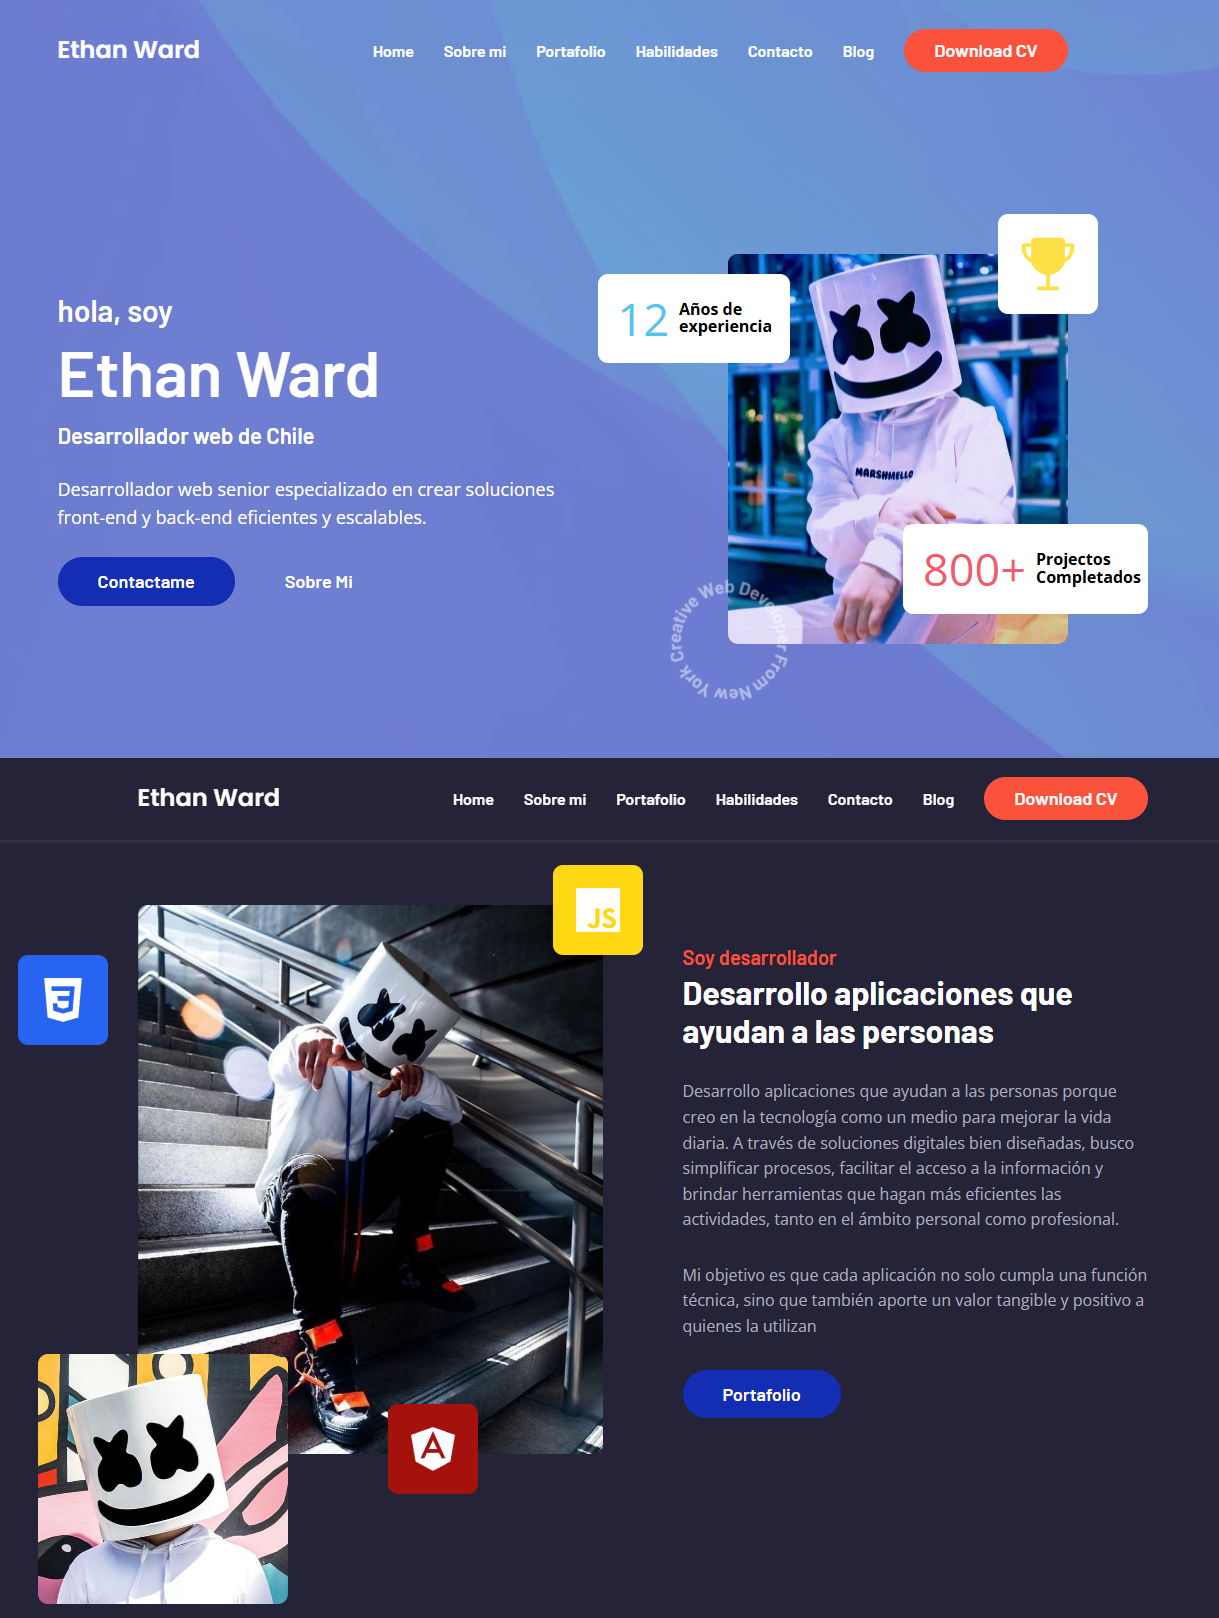 Ethan Ward
Home Sobre mi Portafolio Habilidades Contacto Blog Download CV
12 Años de
experiencia
hola, soy
Ethan Ward
Desarrollador web de Chile
Desarrollador web senior especializado en crear soluciones
front-end y back-end eficientes y escalables.
Contactame Sobre Mi
MARSHMELLO
800+ Projectos
Completados
Creative Web Developer From New York
Ethan Ward
Home Sobre mi Portafolio Habilidades Contacto Blog Download CV
JS
3
Soy desarrollador
Desarrollo aplicaciones que
ayudan a las personas
Desarrollo aplicaciones que ayudan a las personas porque
creo en la tecnología como un medio para mejorar la vida
diaria. A través de soluciones digitales bien diseñadas, busco
simplificar procesos, facilitar el acceso a la información y
brindar herramientas que hagan más eficientes las
actividades, tanto en el ámbito personal como profesional.
Mi objetivo es que cada aplicación no solo cumpla una función
técnica, sino que también aporte un valor tangible y positivo a
quienes la utilizan
Portafolio
A